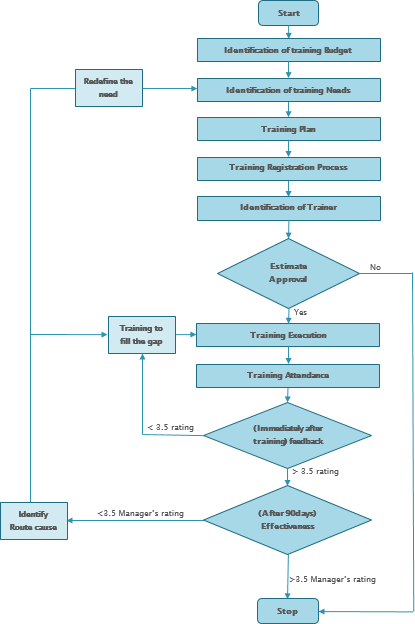 Start
Identification of training Budget
Redefine the
need
Identification of training Needs
Training Plan
Training Registration Process
Identification of Trainer
Estimate
Approval
No
Yes
Training to
fill the gap
Training Execution
Training Attendance
< 3.5 rating
(Immediately after
training) feedback
> 3.5 rating
Identify
Route cause
<3.5 Manager's rating
(After 90days)
Effectiveness
>3.5 Manager's rating
Stop